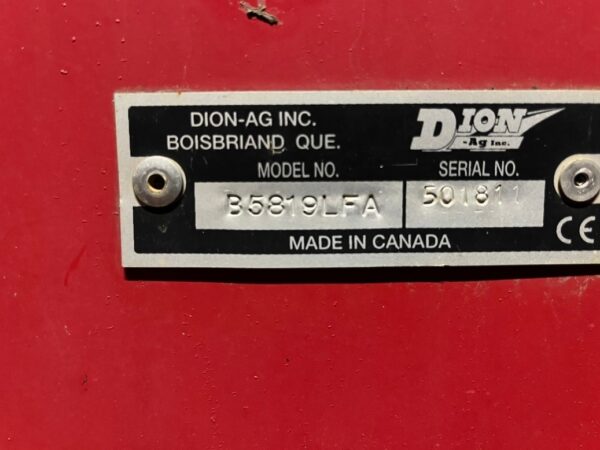 DION-AG INC.
BOISBRIAND QUE.
DION
-Ag Inc.
MODEL NO.
SERIAL NO.
B5819LFA
501811
CE
MADE IN CANADA